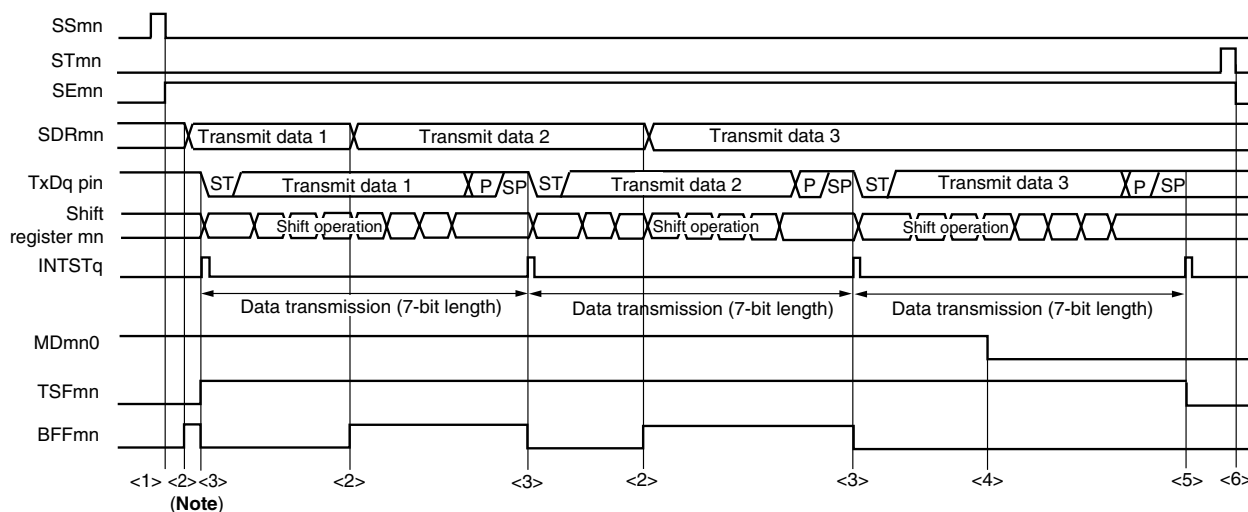 SSmn
STmn
SEmn
SDRmn Transmit data 1 Transmit data 2 Transmit data 3
TxDq pin ST Transmit data 1 P SP ST Transmit data 2 P SP ST Transmit data 3 P SP
Shift
register mn Shift operation Shift operation Shift operation
INTSTq
Data transmission (7-bit length) Data transmission (7-bit length) Data transmission (7-bit length)
MDmn0
TSFmn
BFFmn
<1> <2> <3> <2> <3> <2> <3> <4> <5> <6>
(Note)